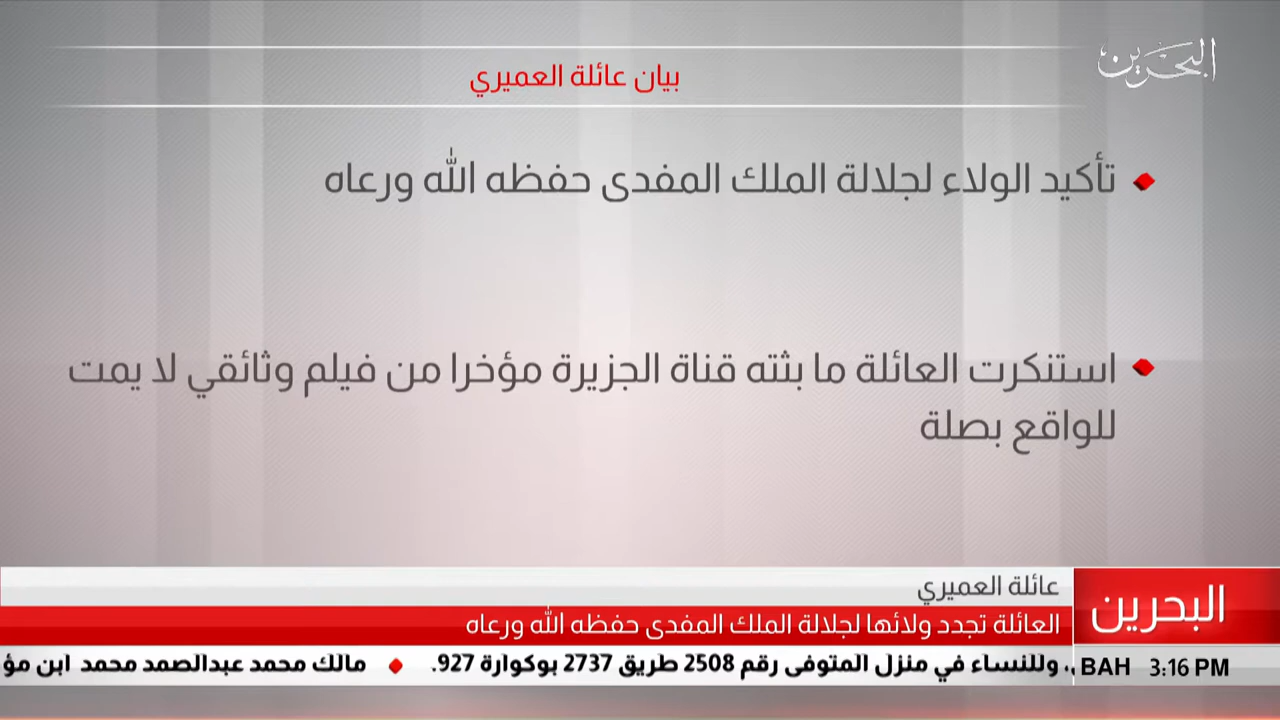 البحرين
بيان عائلة العميري
تأكيد الولاء لجلالة الملك المفدى حفظه الله ورعاه
استنكرت العائلة ما بثته قناة الجزيرة مؤخرا من فيلم وثائقي لا يمت
للواقع بصلة
البحرين
عائلة العميري
العائلة تجدد ولائها لجلالة الملك المفدى حفظه الله ورعاه
BAH 3:16 PM
، وللنساء في منزل المتوفى رقم 2508 طريق 2737 بوكوارة 927. مالك محمد عبدالصمد محمد ابن